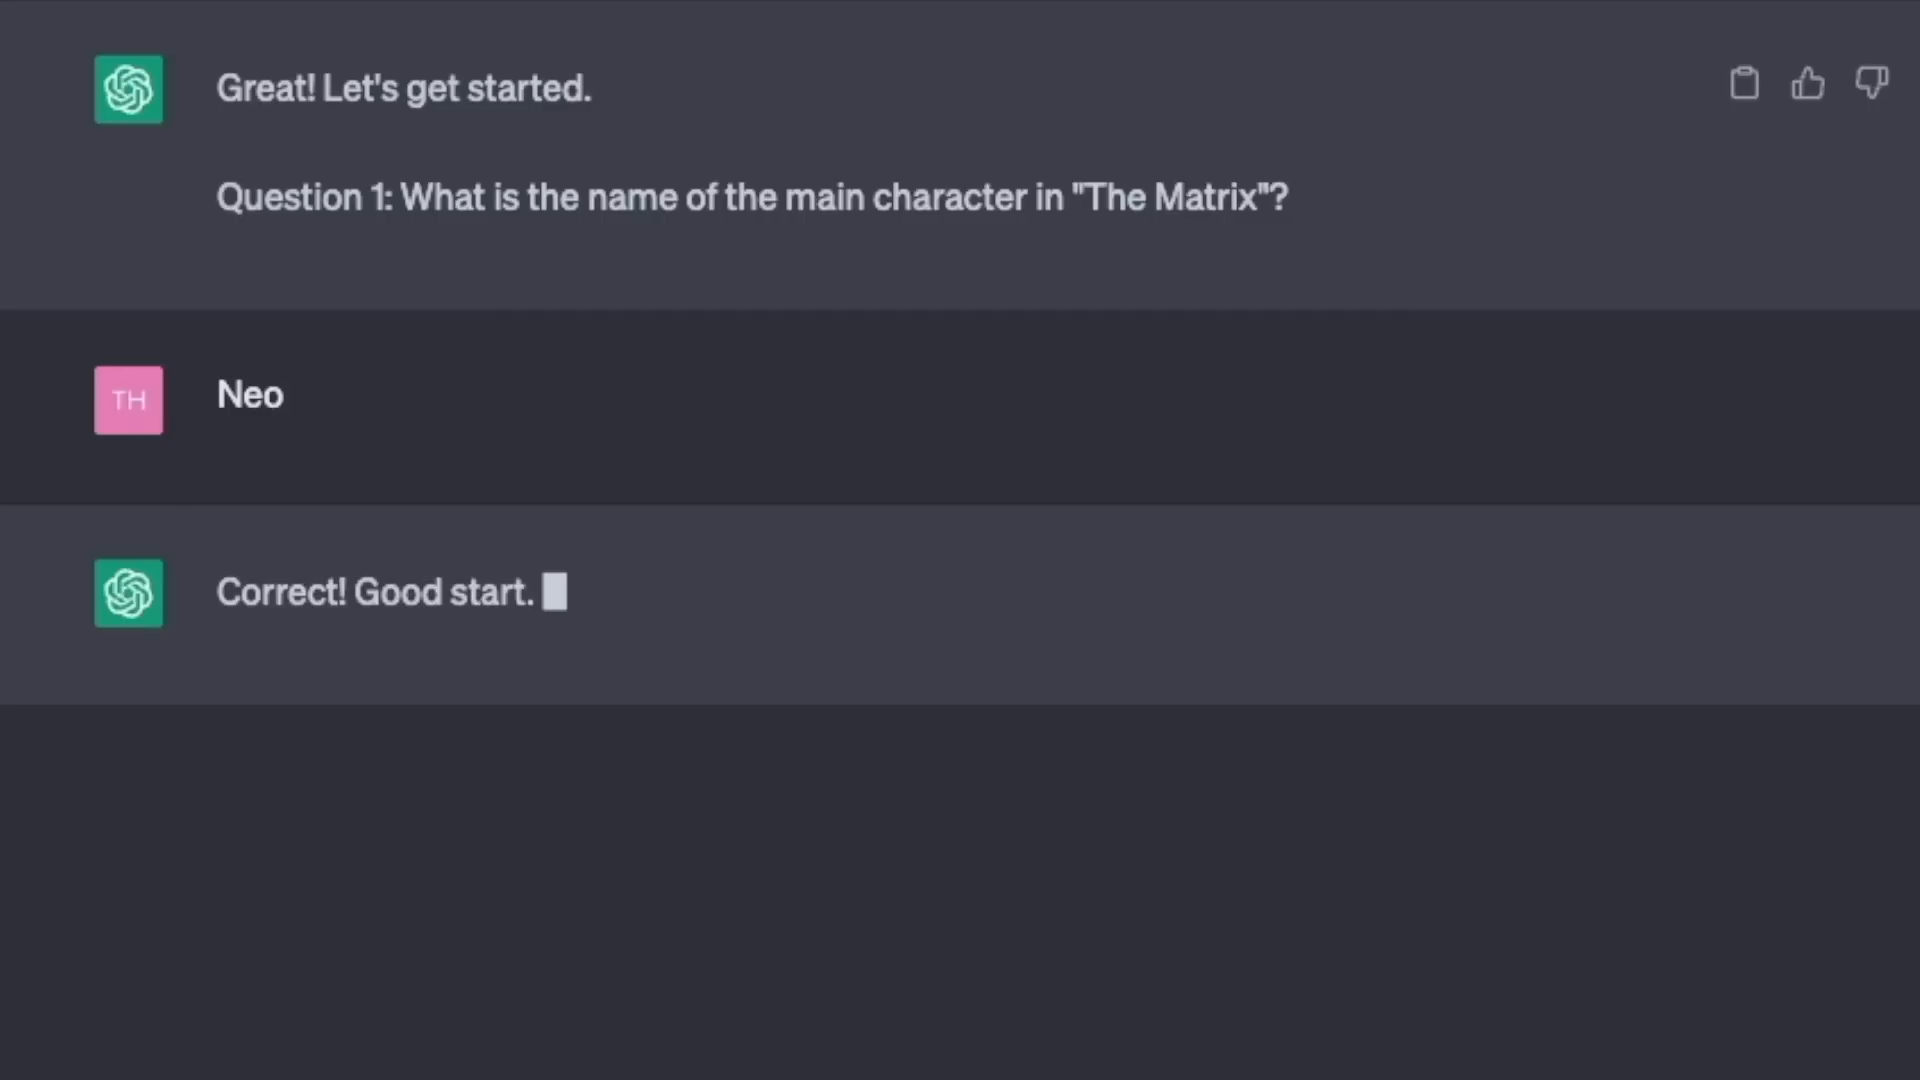 Great! Let's get started.
Question 1: What is the name of the main character in "The Matrix"?
TH
Neo
Correct! Good start.